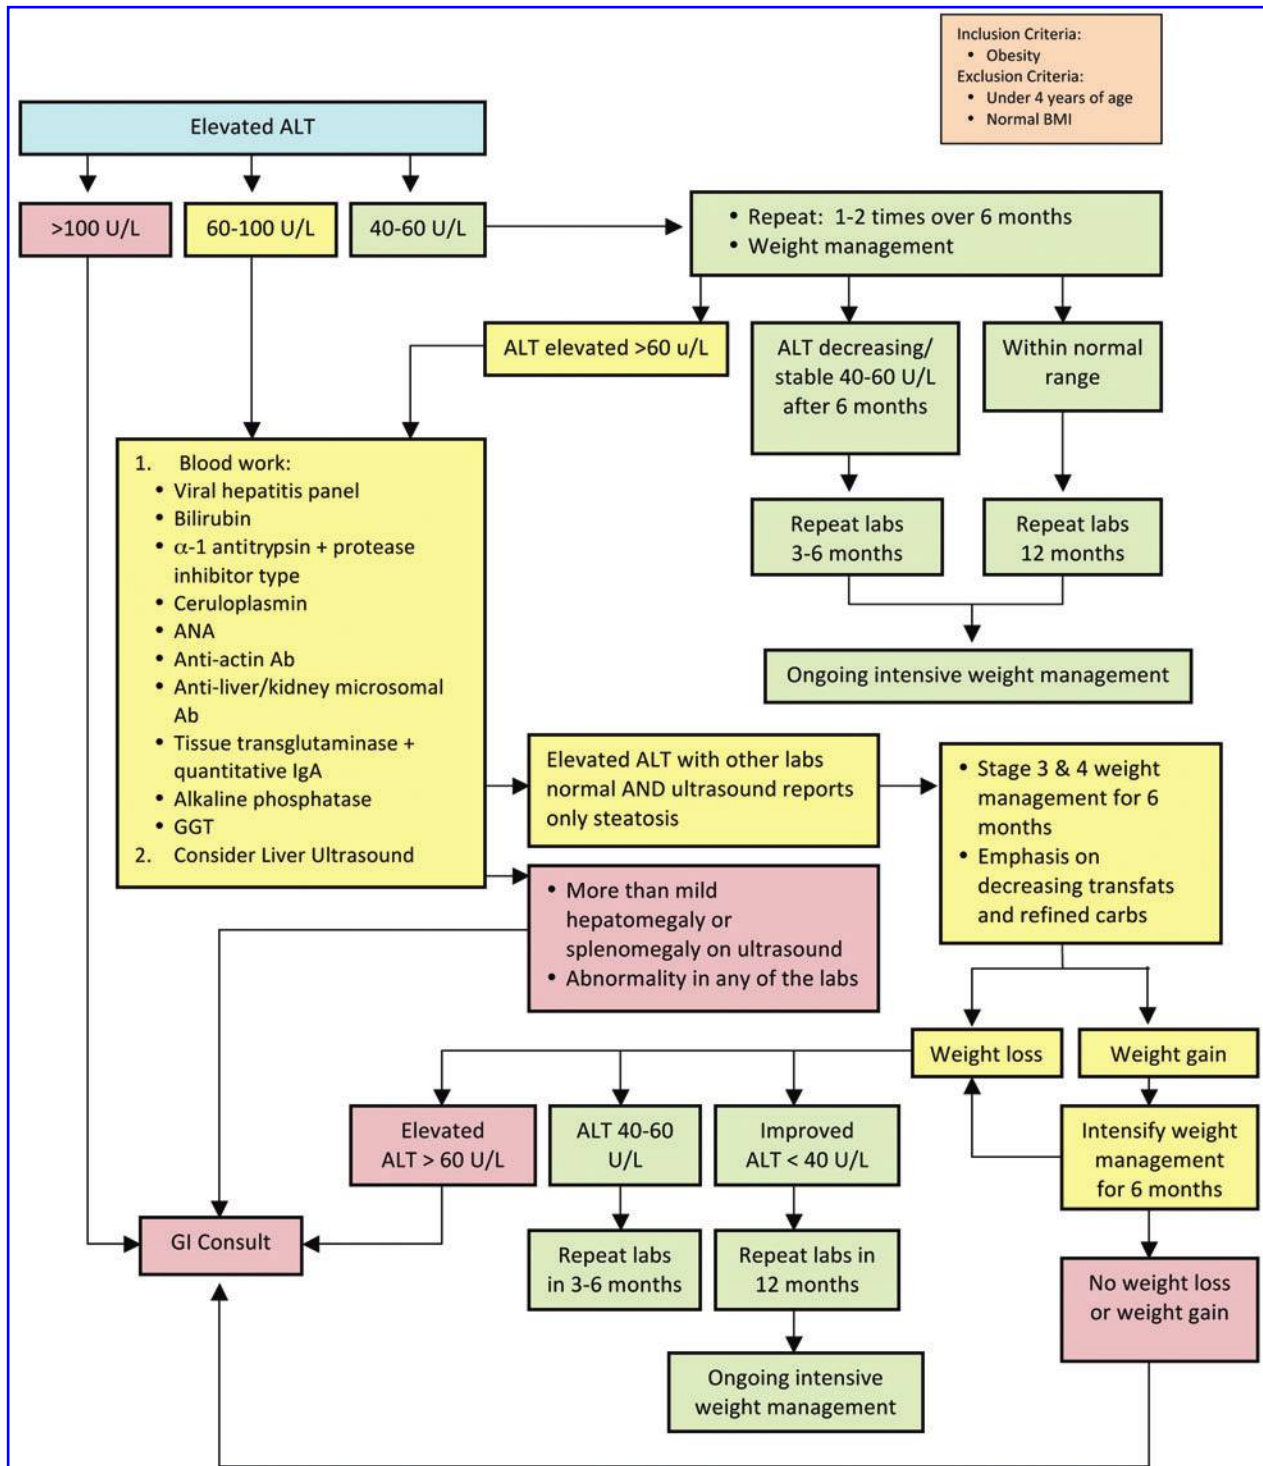 Inclusion Criteria:
• Obesity
Exclusion Criteria:
• Under 4 years of age
• Normal BMI
Elevated ALT
>100 U/L
60-100 U/L
40-60 U/L
• Repeat: 1-2 times over 6 months
• Weight management
ALT elevated >60 u/L
ALT decreasing/
stable 40-60 U/L
after 6 months
Within normal
range
1. Blood work:
• Viral hepatitis panel
• Bilirubin
• α-1 antitrypsin + protease
inhibitor type
• Ceruloplasmin
• ANA
• Anti-actin Ab
• Anti-liver/kidney microsomal
Ab
• Tissue transglutaminase +
quantitative IgA
• Alkaline phosphatase
• GGT
2. Consider Liver Ultrasound
Repeat labs
3-6 months
Repeat labs
12 months
Ongoing intensive weight management
Elevated ALT with other labs
normal AND ultrasound reports
only steatosis
• Stage 3 & 4 weight
management for 6
months
• Emphasis on
decreasing transfats
and refined carbs
• More than mild
hepatomegaly or
splenomegaly on ultrasound
• Abnormality in any of the labs
Weight loss
Weight gain
Elevated
ALT > 60 U/L
ALT 40-60
U/L
Improved
ALT < 40 U/L
Intensify weight
management
for 6 months
GI Consult
Repeat labs
in 3-6 months
Repeat labs in
12 months
No weight loss
or weight gain
Ongoing intensive
weight management